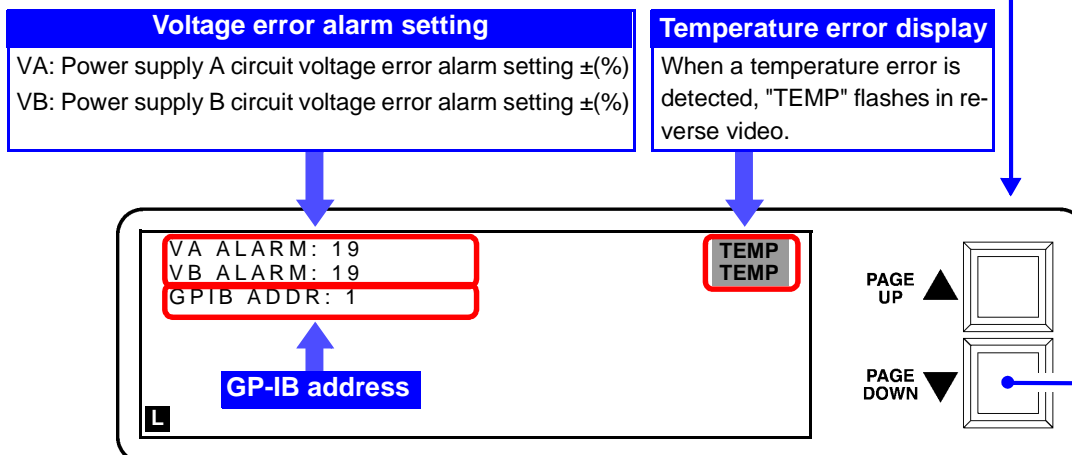 Voltage error alarm setting
VA: Power supply A circuit voltage error alarm setting ±(%)
VB: Power supply B circuit voltage error alarm setting ±(%)
Temperature error display
When a temperature error is
detected, "TEMP" flashes in re-
verse video.
VA ALARM: 19
VB ALARM: 19
GPIB ADDR: 1
TEMP
TEMP
GP-IB address
L
PAGE
UP
PAGE
DOWN